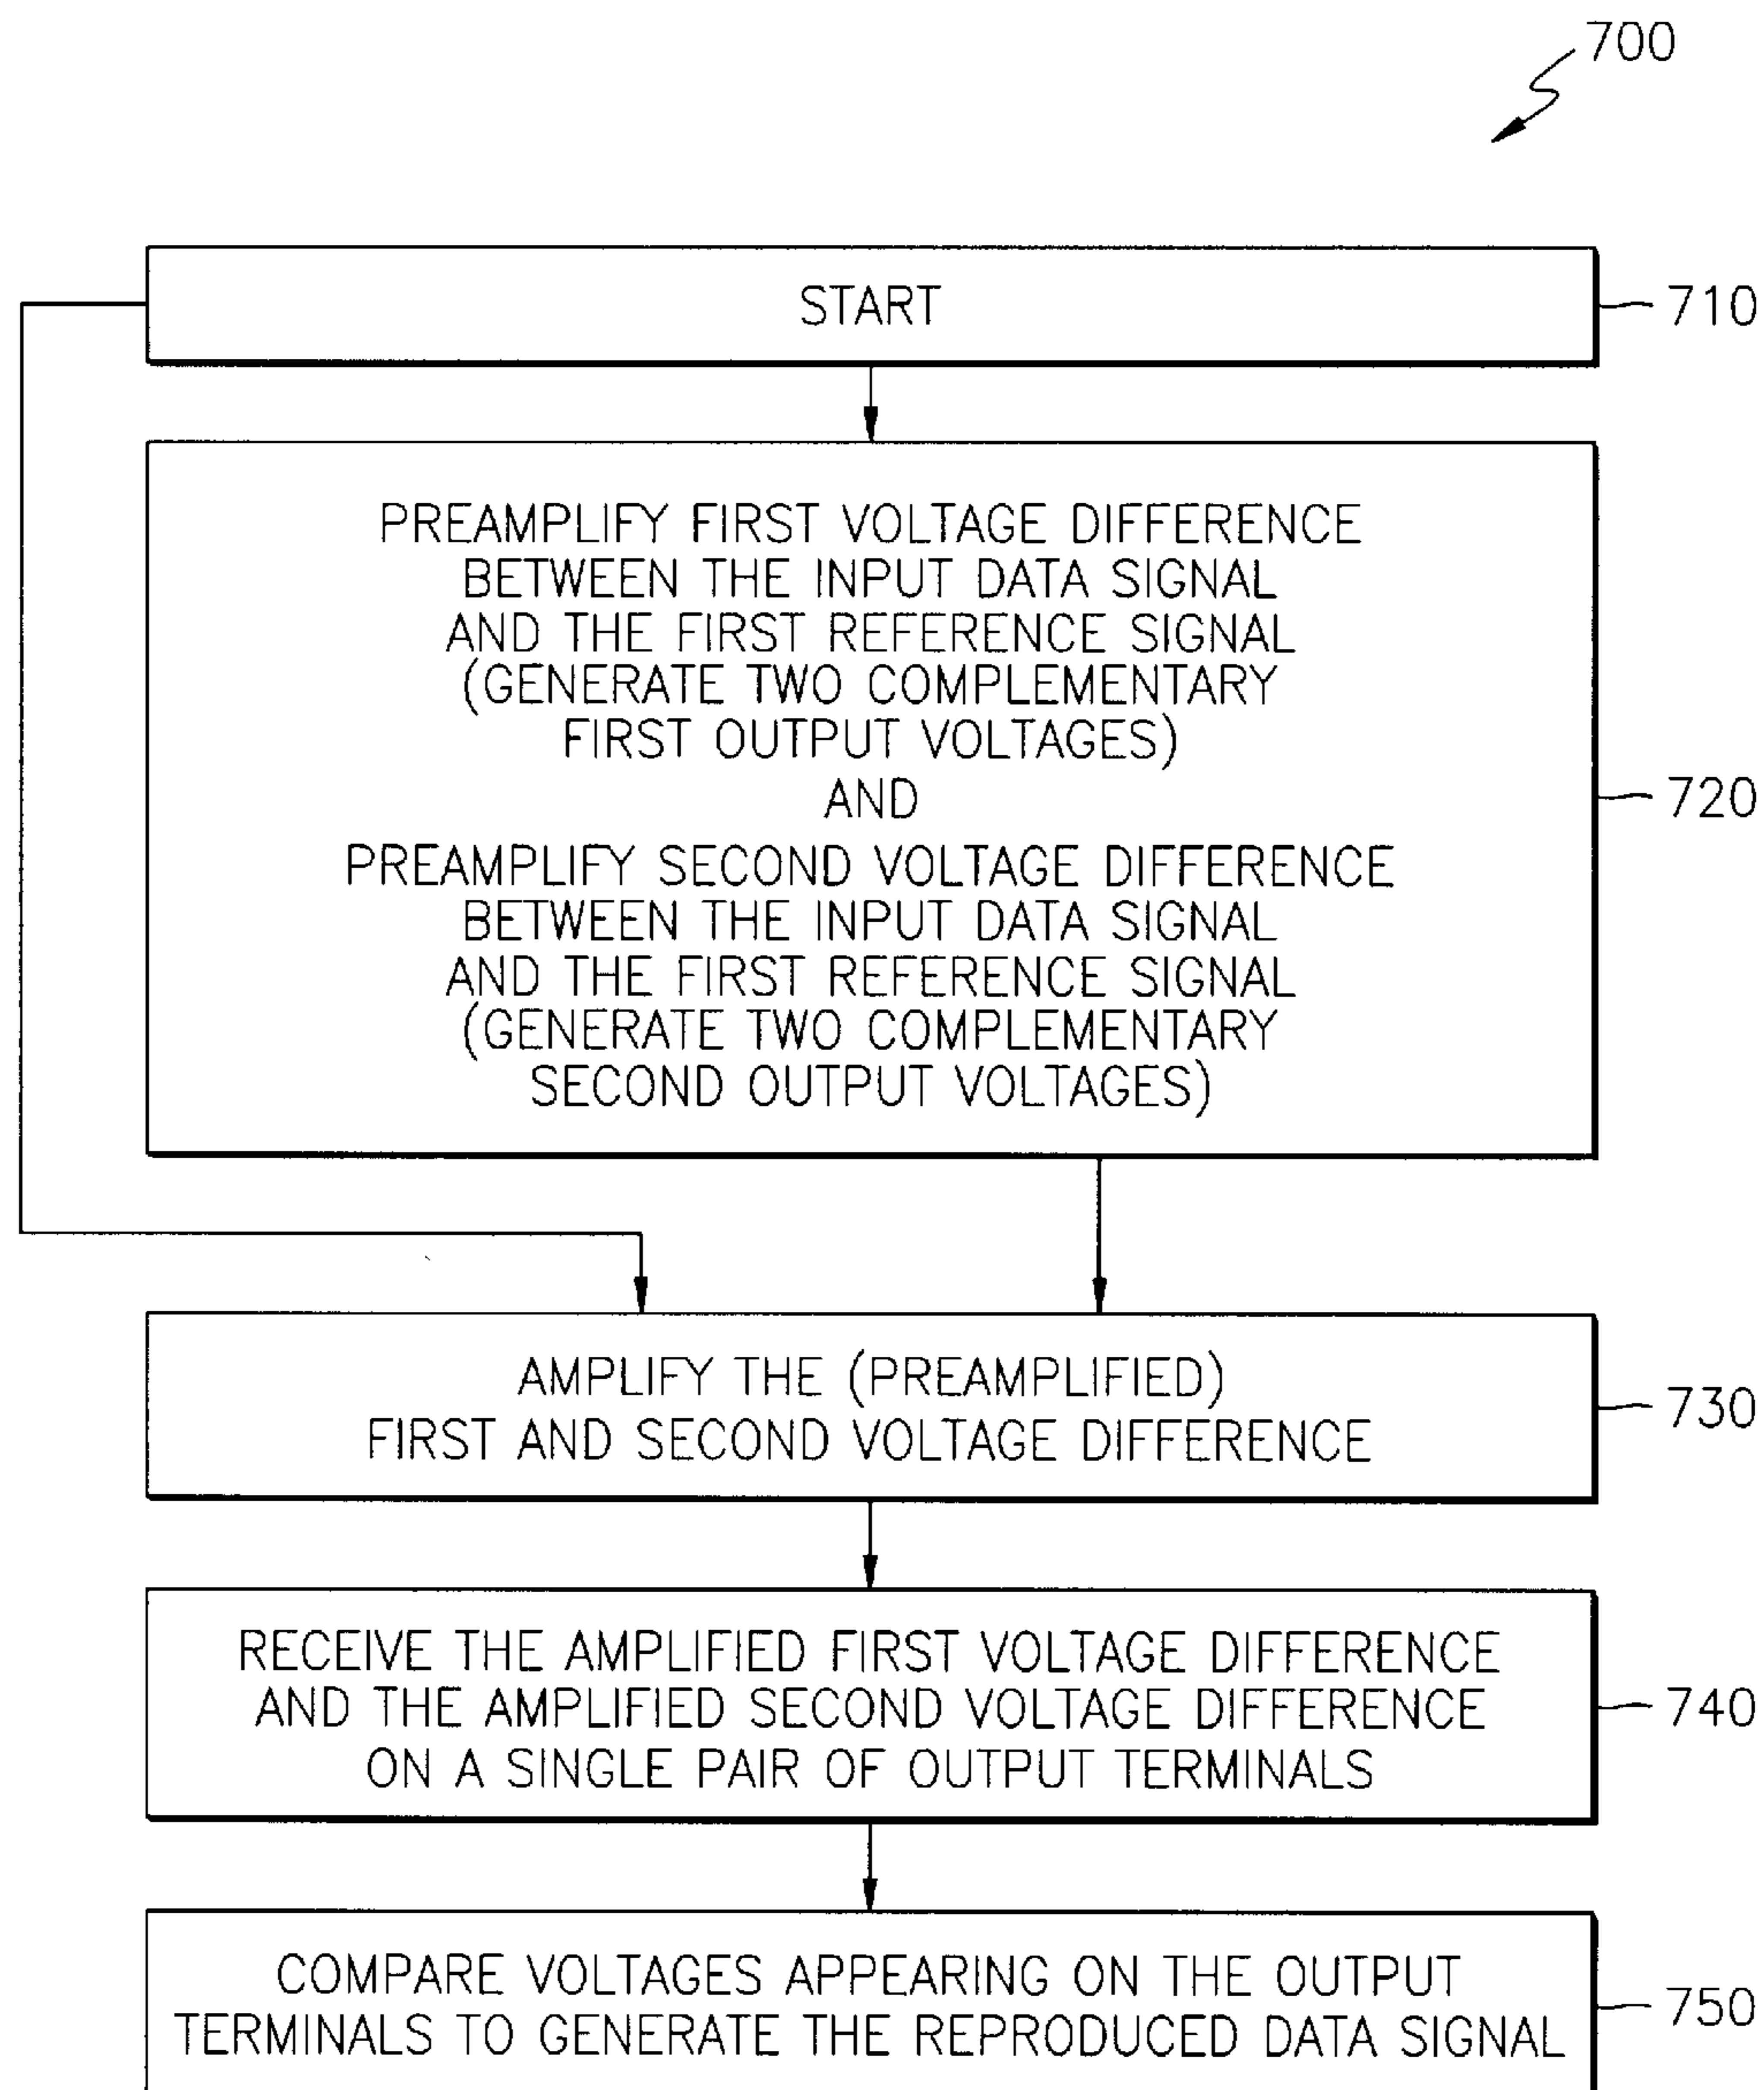 700
START
710
PREAMPLIFY FIRST VOLTAGE DIFFERENCE
BETWEEN THE INPUT DATA SIGNAL
AND THE FIRST REFERENCE SIGNAL
(GENERATE TWO COMPLEMENTARY
FIRST OUTPUT VOLTAGES)
AND
PREAMPLIFY SECOND VOLTAGE DIFFERENCE
BETWEEN THE INPUT DATA SIGNAL
AND THE FIRST REFERENCE SIGNAL
(GENERATE TWO COMPLEMENTARY
SECOND OUTPUT VOLTAGES)
720
AMPLIFY THE (PREAMPLIFIED)
FIRST AND SECOND VOLTAGE DIFFERENCE
730
RECEIVE THE AMPLIFIED FIRST VOLTAGE DIFFERENCE
AND THE AMPLIFIED SECOND VOLTAGE DIFFERENCE
ON A SINGLE PAIR OF OUTPUT TERMINALS
740
COMPARE VOLTAGES APPEARING ON THE OUTPUT
TERMINALS TO GENERATE THE REPRODUCED DATA SIGNAL
750